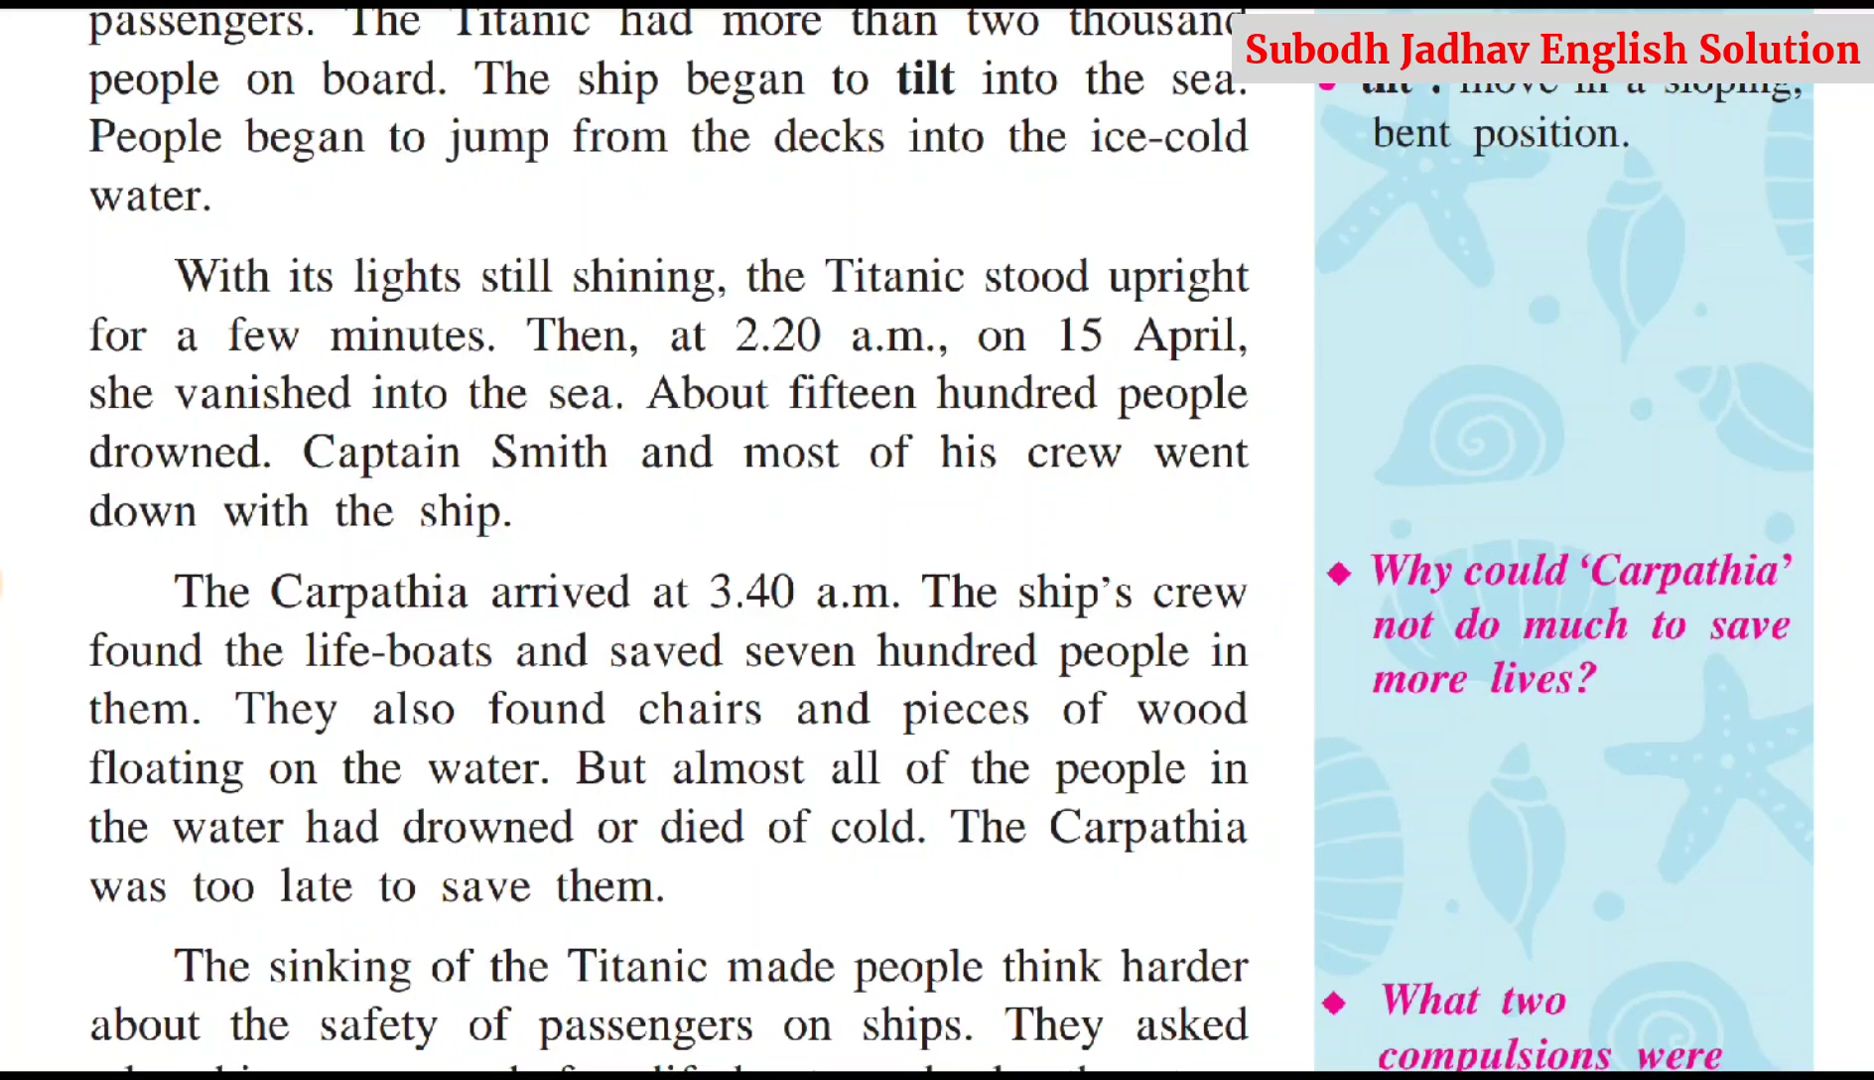 passengers. The Titanic had more than two thousand
people on board. The ship began to tilt into the sea.
People began to jump from the decks into the ice-cold
water.
With its lights still shining, the Titanic stood upright
for a few minutes. Then, at 2.20 a.m., on 15 April,
she vanished into the sea. About fifteen hundred people
drowned. Captain Smith and most of his crew went
down with the ship.
The Carpathia arrived at 3.40 a.m. The ship's crew
found the life-boats and saved seven hundred people in
them. They also found chairs and pieces of wood
floating on the water. But almost all of the people in
the water had drowned or died of cold. The Carpathia
was too late to save them.
The sinking of the Titanic made people think harder
about the safety of passengers on ships. They asked
Subodh Jadhav English Solution
• tilt : move in a sloping,
bent position.
◆ Why could ‘Carpathia’
not do much to save
more lives?
◆ What two
compulsions were